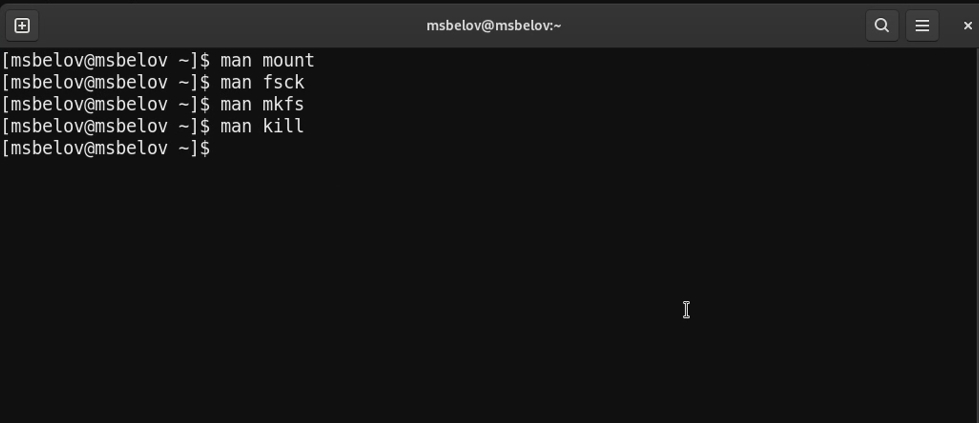 msbelov@msbelov:~
[msbelov@msbelov ~]$ man mount
[msbelov@msbelov ~]$ man fsck
[msbelov@msbelov ~]$ man mkfs
[msbelov@msbelov ~]$ man kill
[msbelov@msbelov ~]$